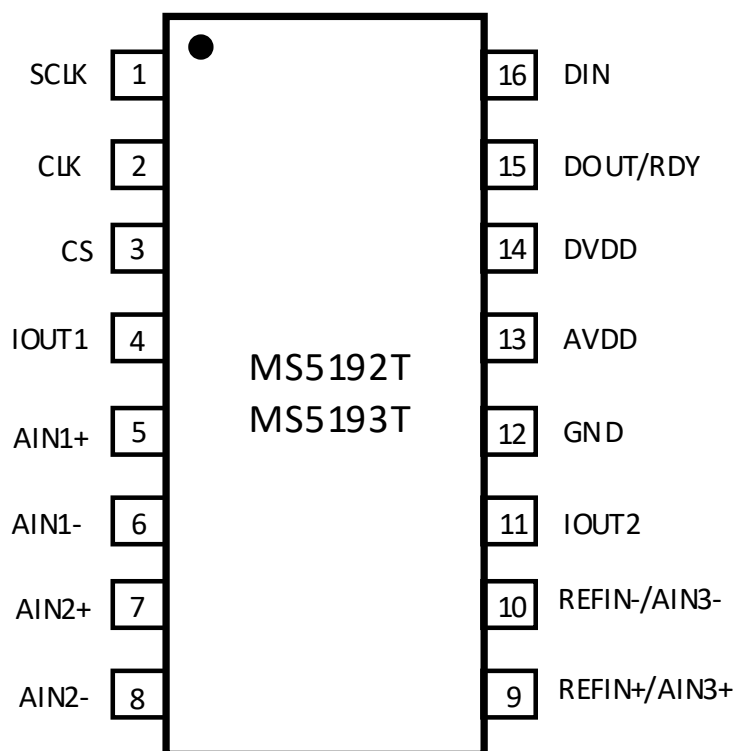 SCLK 1 16 DIN
CLK 2 15 DOUT/RDY
CS 3 14 DVDD
IOUT1 4 13 AVDD
MS5192T
MS5193T
AIN1+ 5 12 GND
AIN1- 6 11 IOUT2
AIN2+ 7 10 REFIN-/AIN3-
AIN2- 8 9 REFIN+/AIN3+